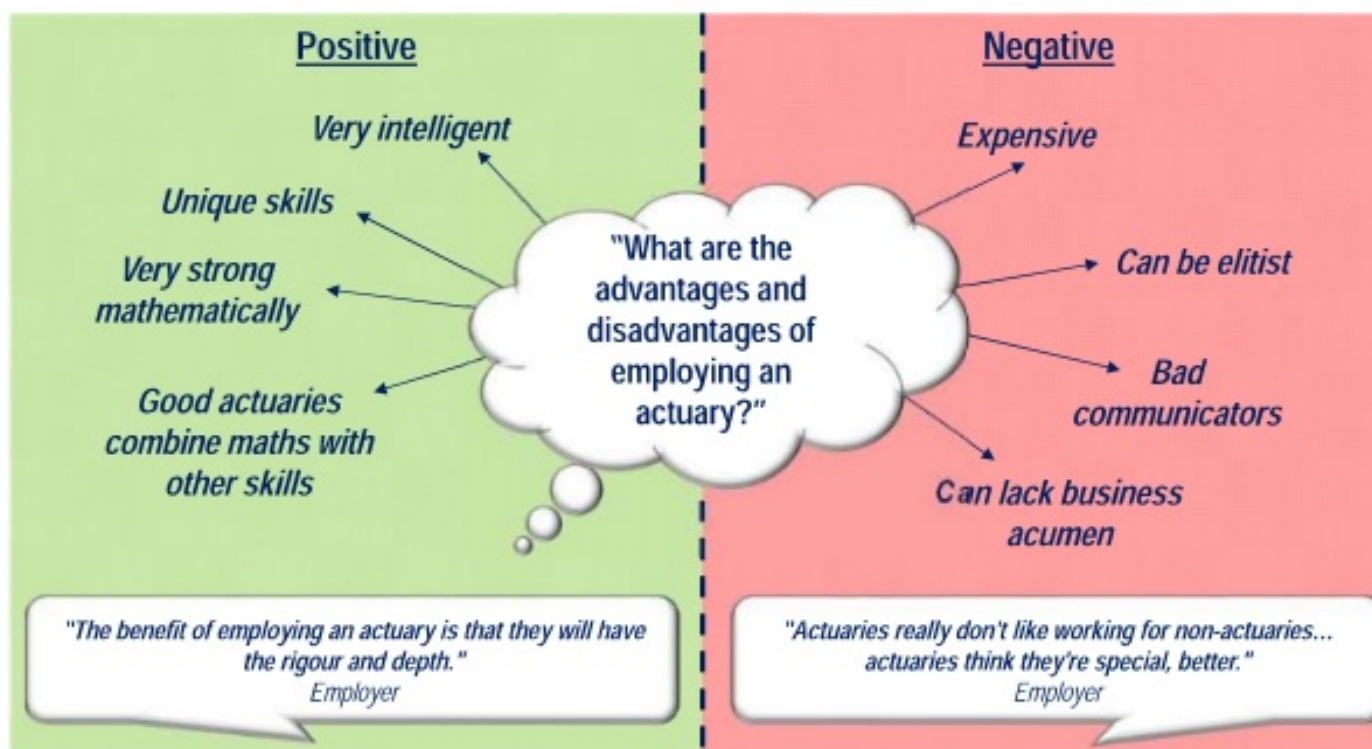 Positive
Very intelligent
Unique skills
Very strong
mathematically
Good actuaries
combine maths with
other skills
"What are the
advantages and
disadvantages of
employing an
actuary?"
Negative
Expensive
Can be elitist
Bad
communicators
Can lack business
acumen
"The benefit of employing an actuary is that they will have
the rigour and depth."
Employer
"Actuaries really don't like working for non-actuaries...
actuaries think they're special, better."
Employer